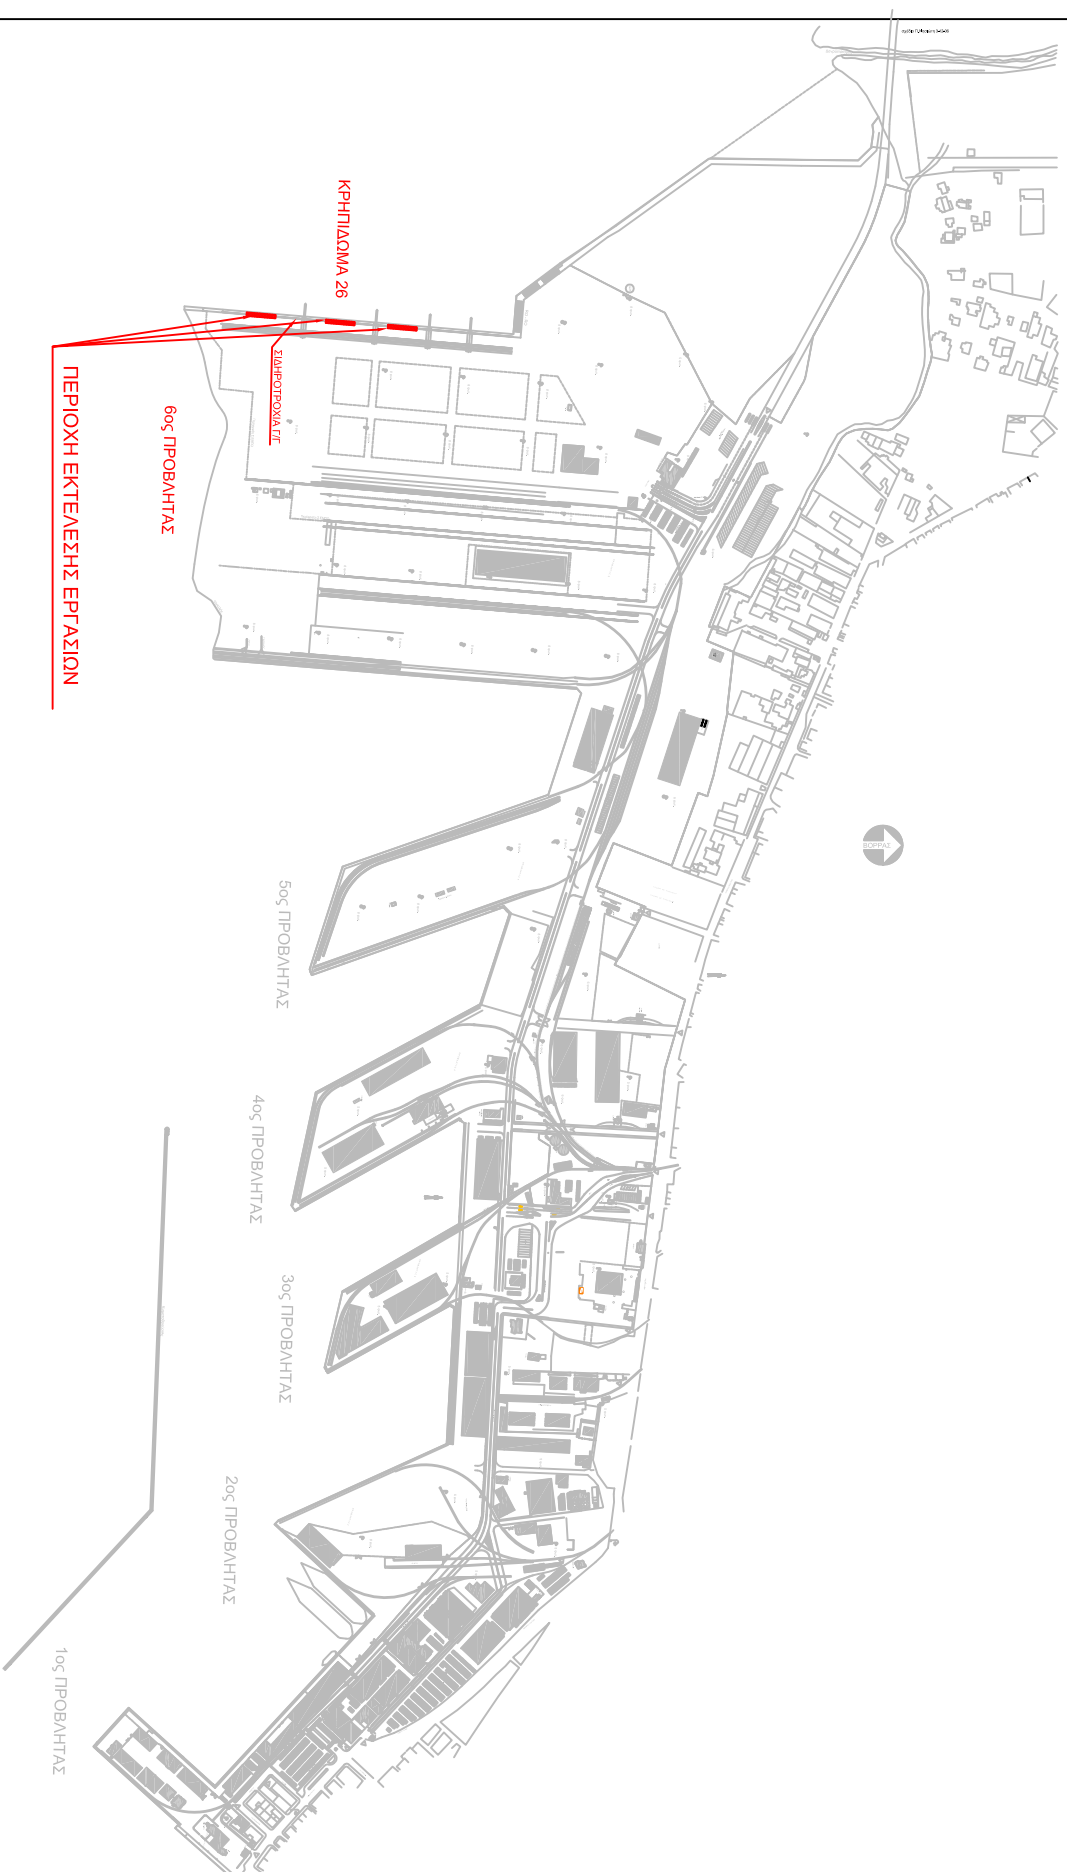 ΚΡΗΠΙΔΩΜΑ 26
ΣΙΔΗΡΟΤΡΟΧΙΑ Γ/Γ
6ος ΠΡΟΒΛΗΤΑΣ
ΠΕΡΙΟΧΗ ΕΚΤΕΛΕΣΗΣ ΕΡΓΑΣΙΩΝ
ΒΟΡΡΑΣ
5ος ΠΡΟΒΛΗΤΑΣ
4ος ΠΡΟΒΛΗΤΑΣ
3ος ΠΡΟΒΛΗΤΑΣ
2ος ΠΡΟΒΛΗΤΑΣ
1ος ΠΡΟΒΛΗΤΑΣ